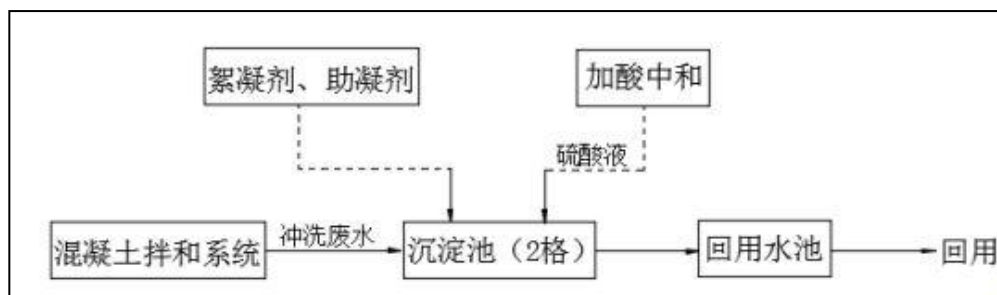 絮凝剂、助凝剂
加酸中和
硫酸液
混凝土拌和系统
冲洗废水
沉淀池（2格）
回用水池
回用